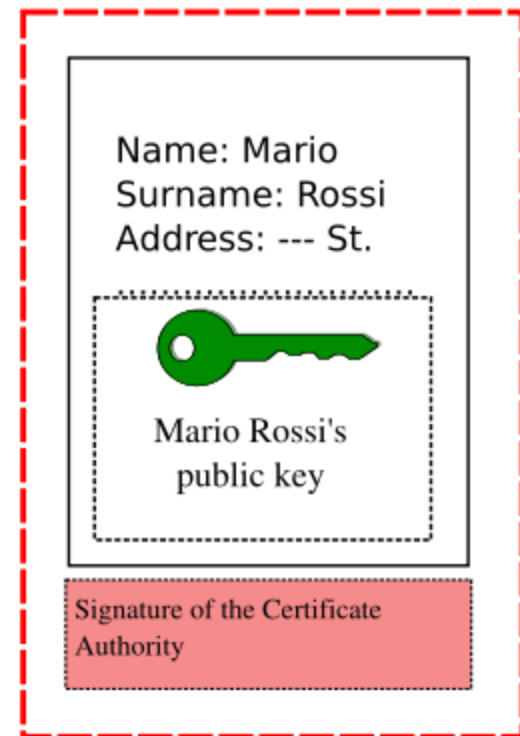 Name: Mario
Surname: Rossi
Address: --- St.
Mario Rossi's
public key
Signature of the Certificate
Authority